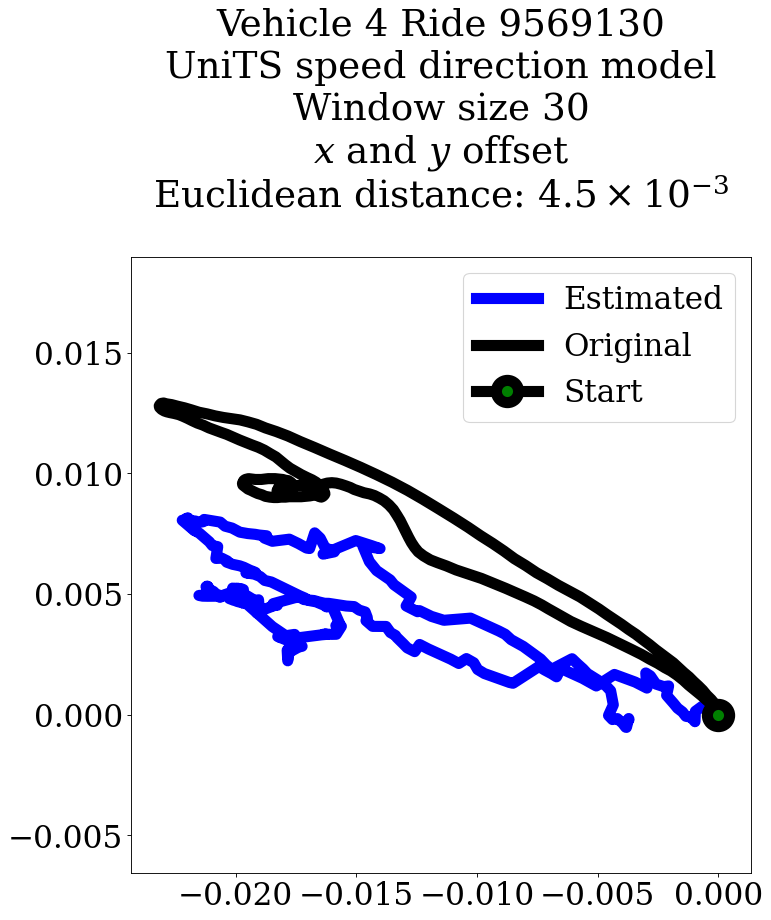 Vehicle 4 Ride 9569130
UniTS speed direction model
Window size 30
x and y offset
Euclidean distance: 4.5 × 10⁻³
Estimated
Original
Start
0.015
0.010
0.005
0.000
−0.005
−0.020 −0.015 −0.010 −0.005 0.000